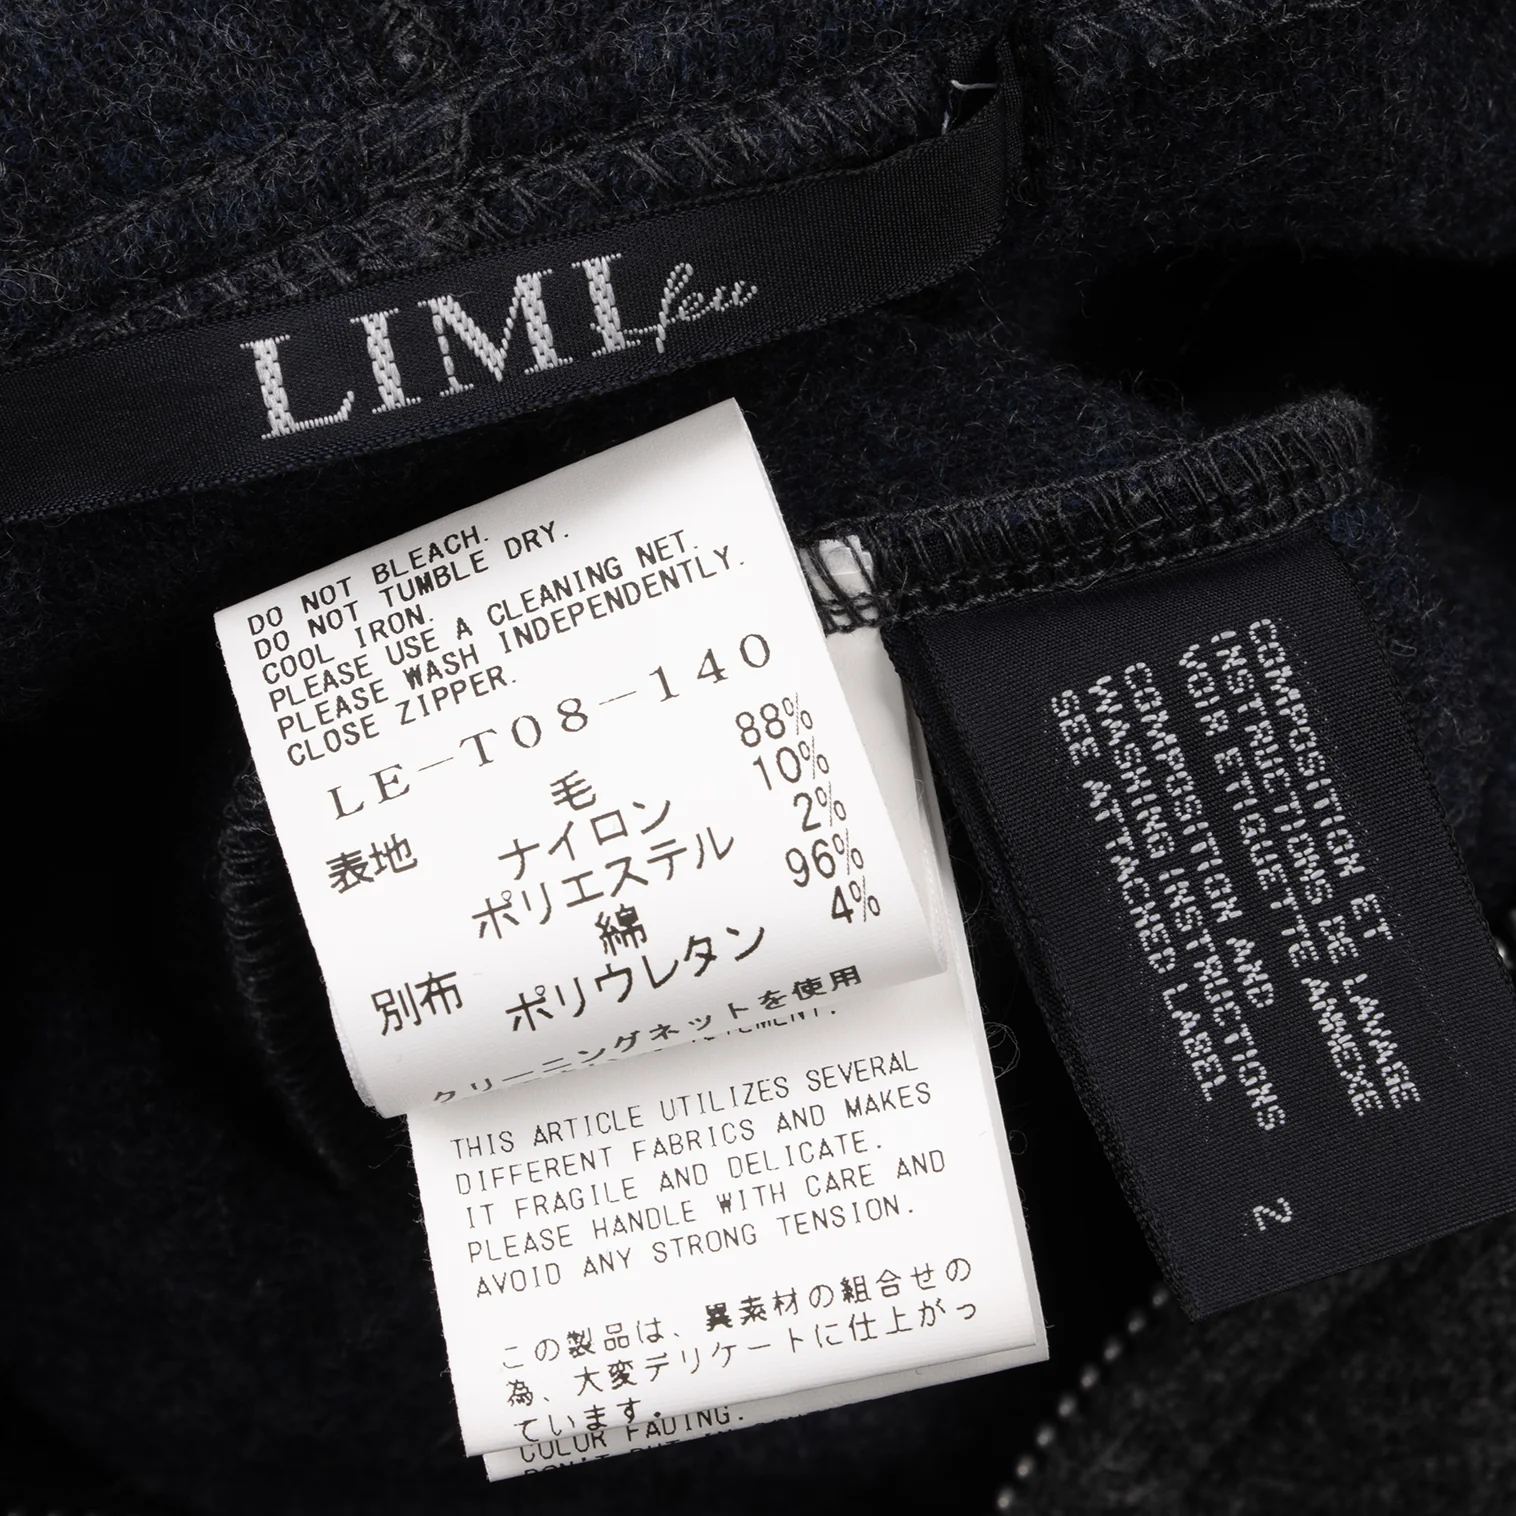 LIMI feu
DO NOT BLEACH.
DO NOT TUMBLE DRY.
COOL IRON.
PLEASE USE A CLEANING NET.
PLEASE WASH INDEPENDENTLY.
CLOSE ZIPPER.
LE-T08-140
表地 毛 88%
ナイロン 10%
ポリエステル 2%
別布 綿 96%
ポリウレタン 4%
クリーニングネットを使用
THIS ARTICLE UTILIZES SEVERAL
DIFFERENT FABRICS AND MAKES
IT FRAGILE AND DELICATE.
PLEASE HANDLE WITH CARE AND
AVOID ANY STRONG TENSION.
この製品は、異素材の組合せの
為、大変デリケートに仕上がっ
ています。
COLOR FADING.
COMPOSITION ET
INSTRUCTIONS DE LAVAGE
VOIR ETIQUETTE ANNEXE
COMPOSITION AND
WASHING INSTRUCTIONS
SEE ATTACHED LABEL
2